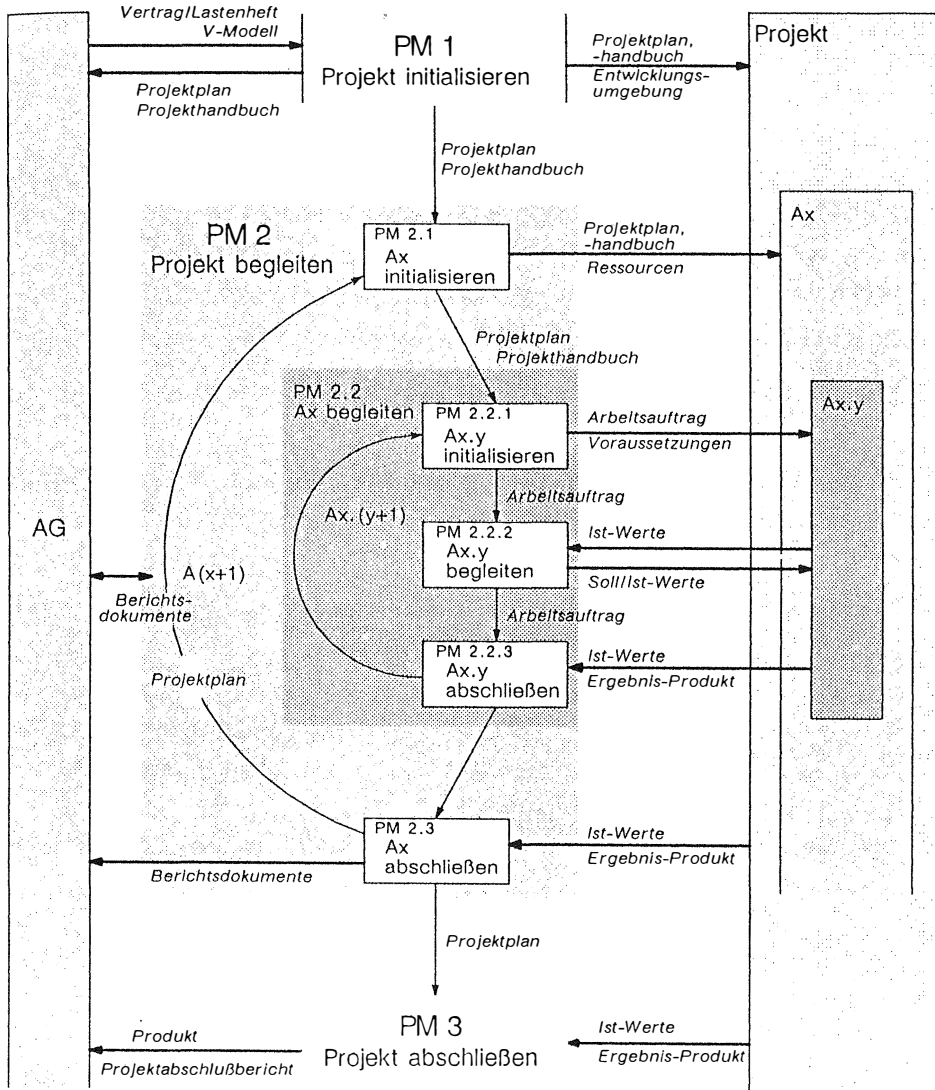 Vertrag/Lastenheft
V-Modell
Projektplan
Projekthandbuch
PM 1
Projekt initialisieren
Projektplan,
-handbuch
Entwicklungs-
umgebung
Projekt
Projektplan
Projekthandbuch
PM 2
Projekt begleiten
PM 2.1
Ax
initialisieren
Projektplan,
-handbuch
Ressourcen
Ax
Projektplan
Projekthandbuch
PM 2.2
Ax begleiten
PM 2.2.1
Ax.y
initialisieren
Arbeitsauftrag
Voraussetzungen
Ax.y
Arbeitsauftrag
Ax.(y+1)
AG
PM 2.2.2
Ax.y
begleiten
Ist-Werte
Soll/Ist-Werte
A(x+1)
Berichts-
dokumente
Arbeitsauftrag
PM 2.2.3
Ax.y
abschließen
Ist-Werte
Ergebnis-Produkt
Projektplan
PM 2.3
Ax
abschließen
Ist-Werte
Ergebnis-Produkt
Berichtsdokumente
Projektplan
PM 3
Projekt abschließen
Produkt
Projektabschlußbericht
Ist-Werte
Ergebnis-Produkt